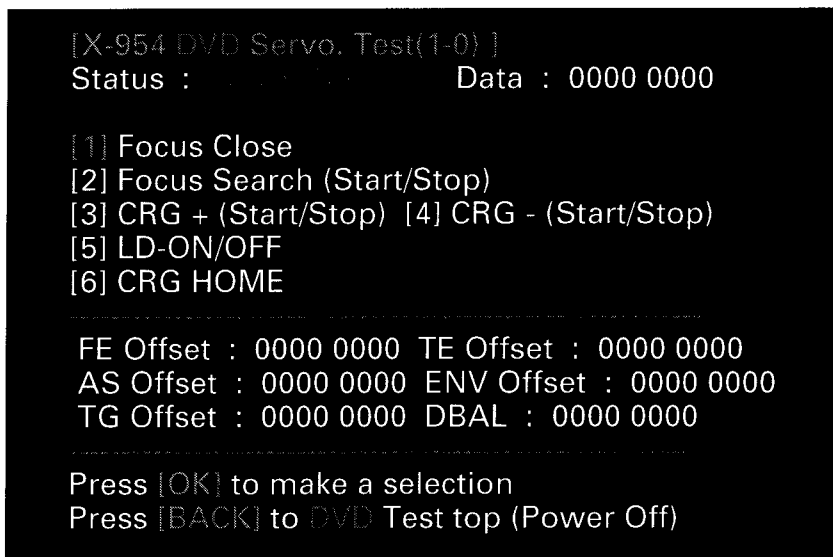 [X-954 DVD Servo. Test(1-0) ]
Status : Data : 0000 0000
[1] Focus Close
[2] Focus Search (Start/Stop)
[3] CRG + (Start/Stop) [4] CRG - (Start/Stop)
[5] LD-ON/OFF
[6] CRG HOME
FE Offset : 0000 0000 TE Offset : 0000 0000
AS Offset : 0000 0000 ENV Offset : 0000 0000
TG Offset : 0000 0000 DBAL : 0000 0000
Press [OK] to make a selection
Press [BACK] to DVD Test top (Power Off)